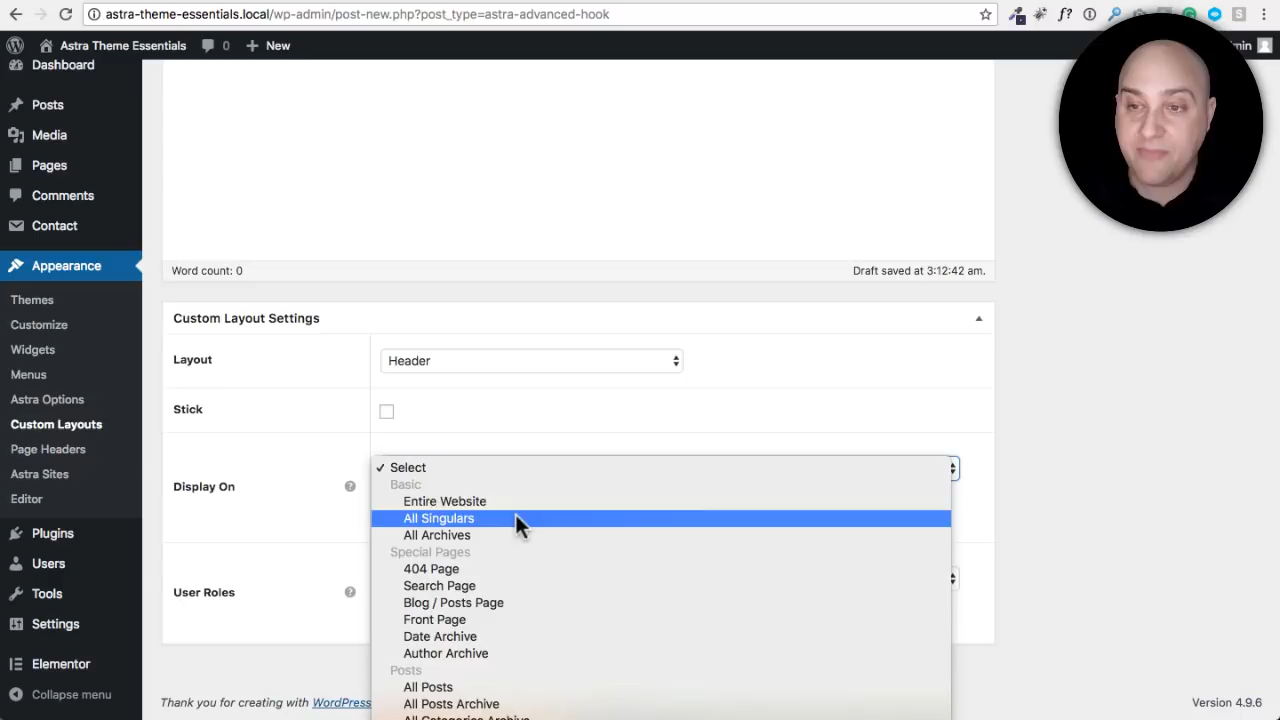 astra-theme-essentials.local/wp-admin/post-new.php?post_type=astra-advanced-hook
Astra Theme Essentials 0 New
Dashboard
Posts
Media
Pages
Comments
Contact
Appearance
Themes
Customize
Widgets
Menus
Astra Options
Custom Layouts
Page Headers
Astra Sites
Editor
Plugins
Users
Tools
Settings
Elementor
Collapse menu
Word count: 0
Draft saved at 3:12:42 am.
Custom Layout Settings
Layout
Header
Stick
Display On
✓ Select
Basic
Entire Website
All Singulars
All Archives
Special Pages
404 Page
Search Page
Blog / Posts Page
Front Page
Date Archive
Author Archive
Posts
All Posts
All Posts Archive
All Categories Archive
User Roles
Thank you for creating with WordPress
Version 4.9.6